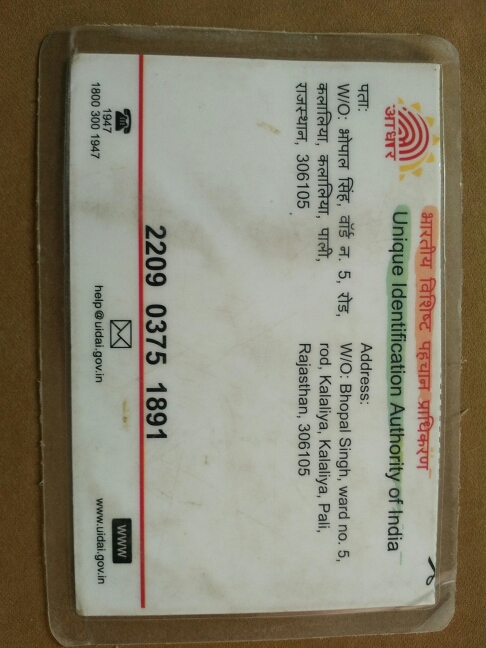 भारतीय विशिष्ट पहचान प्राधिकरण
Unique Identification Authority of India
आधार
पता:
W/O: भोपाल सिंह, वॉर्ड न. 5, रोड,
कलालिया, कलालिया, पाली,
राजस्थान, 306105
Address:
W/O: Bhopal Singh, ward no. 5,
rod, Kalaliya, Kalaliya, Pali,
Rajasthan, 306105
2209 0375 1891
1947
1800 300 1947
help@uidai.gov.in
www
www.uidai.gov.in